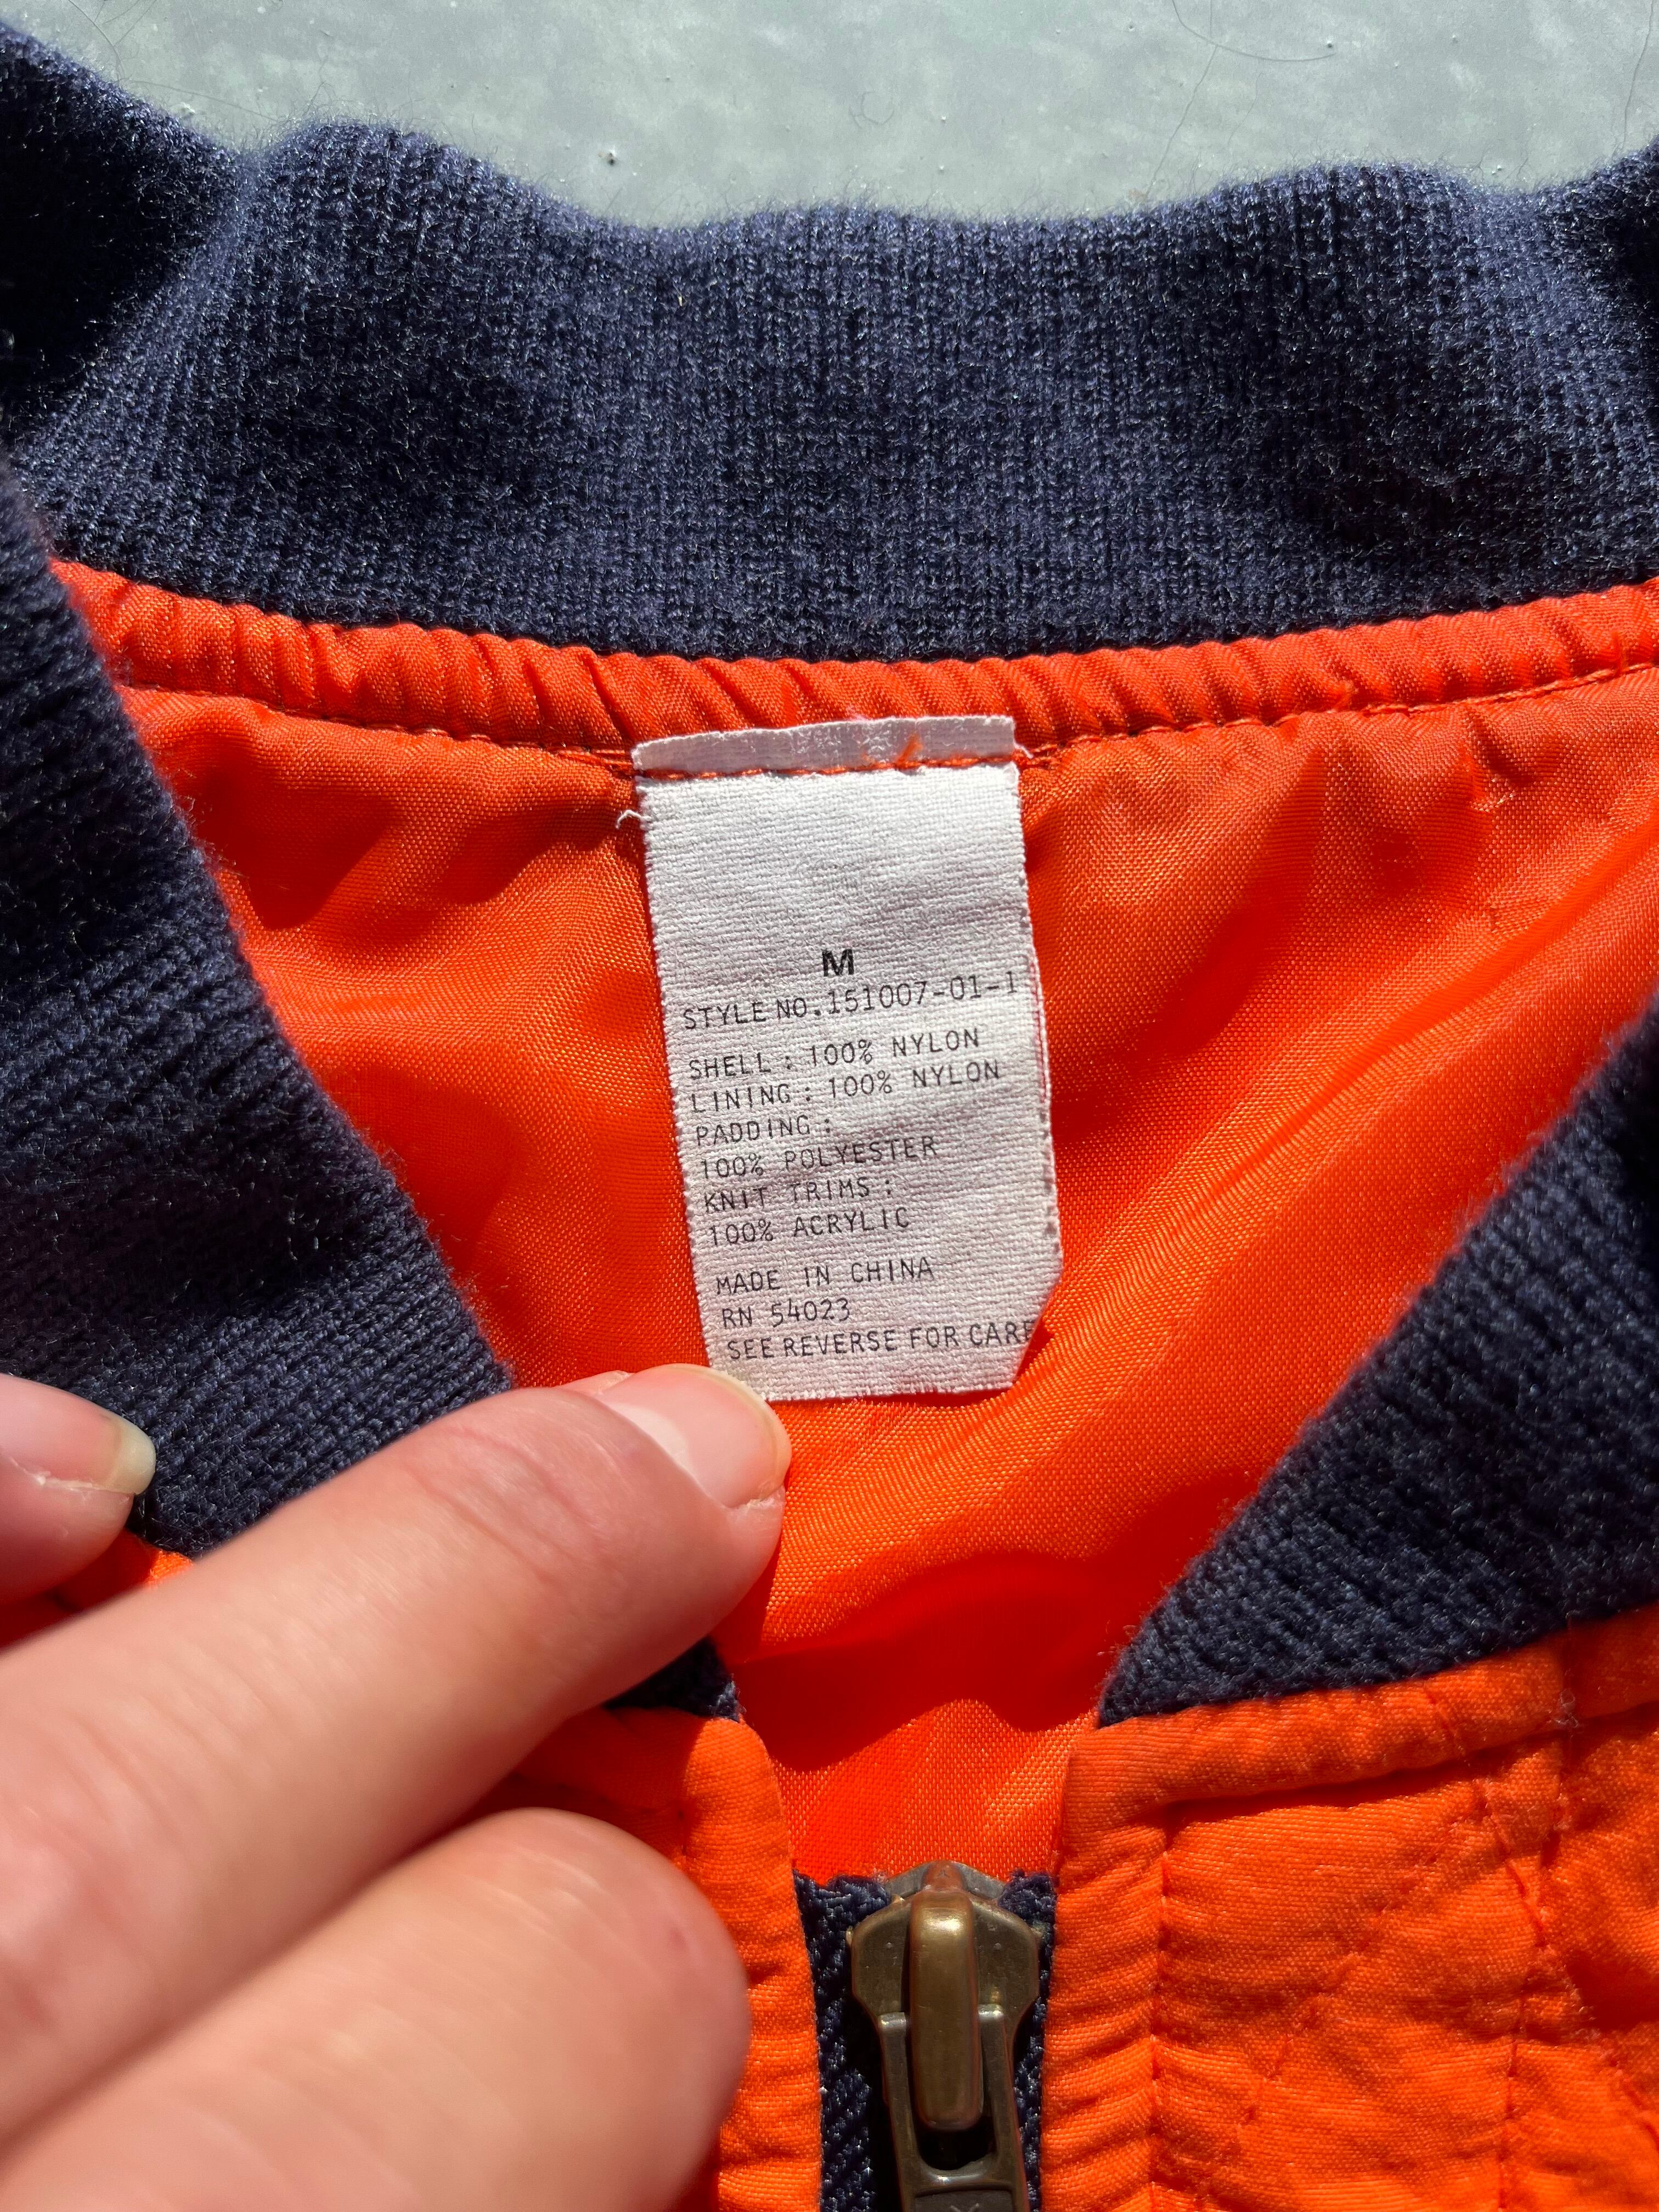 M
STYLE NO.151007-01-1
SHELL : 100% NYLON
LINING : 100% NYLON
PADDING :
100% POLYESTER
KNIT TRIMS :
100% ACRYLIC
MADE IN CHINA
RN 54023
SEE REVERSE FOR CARE